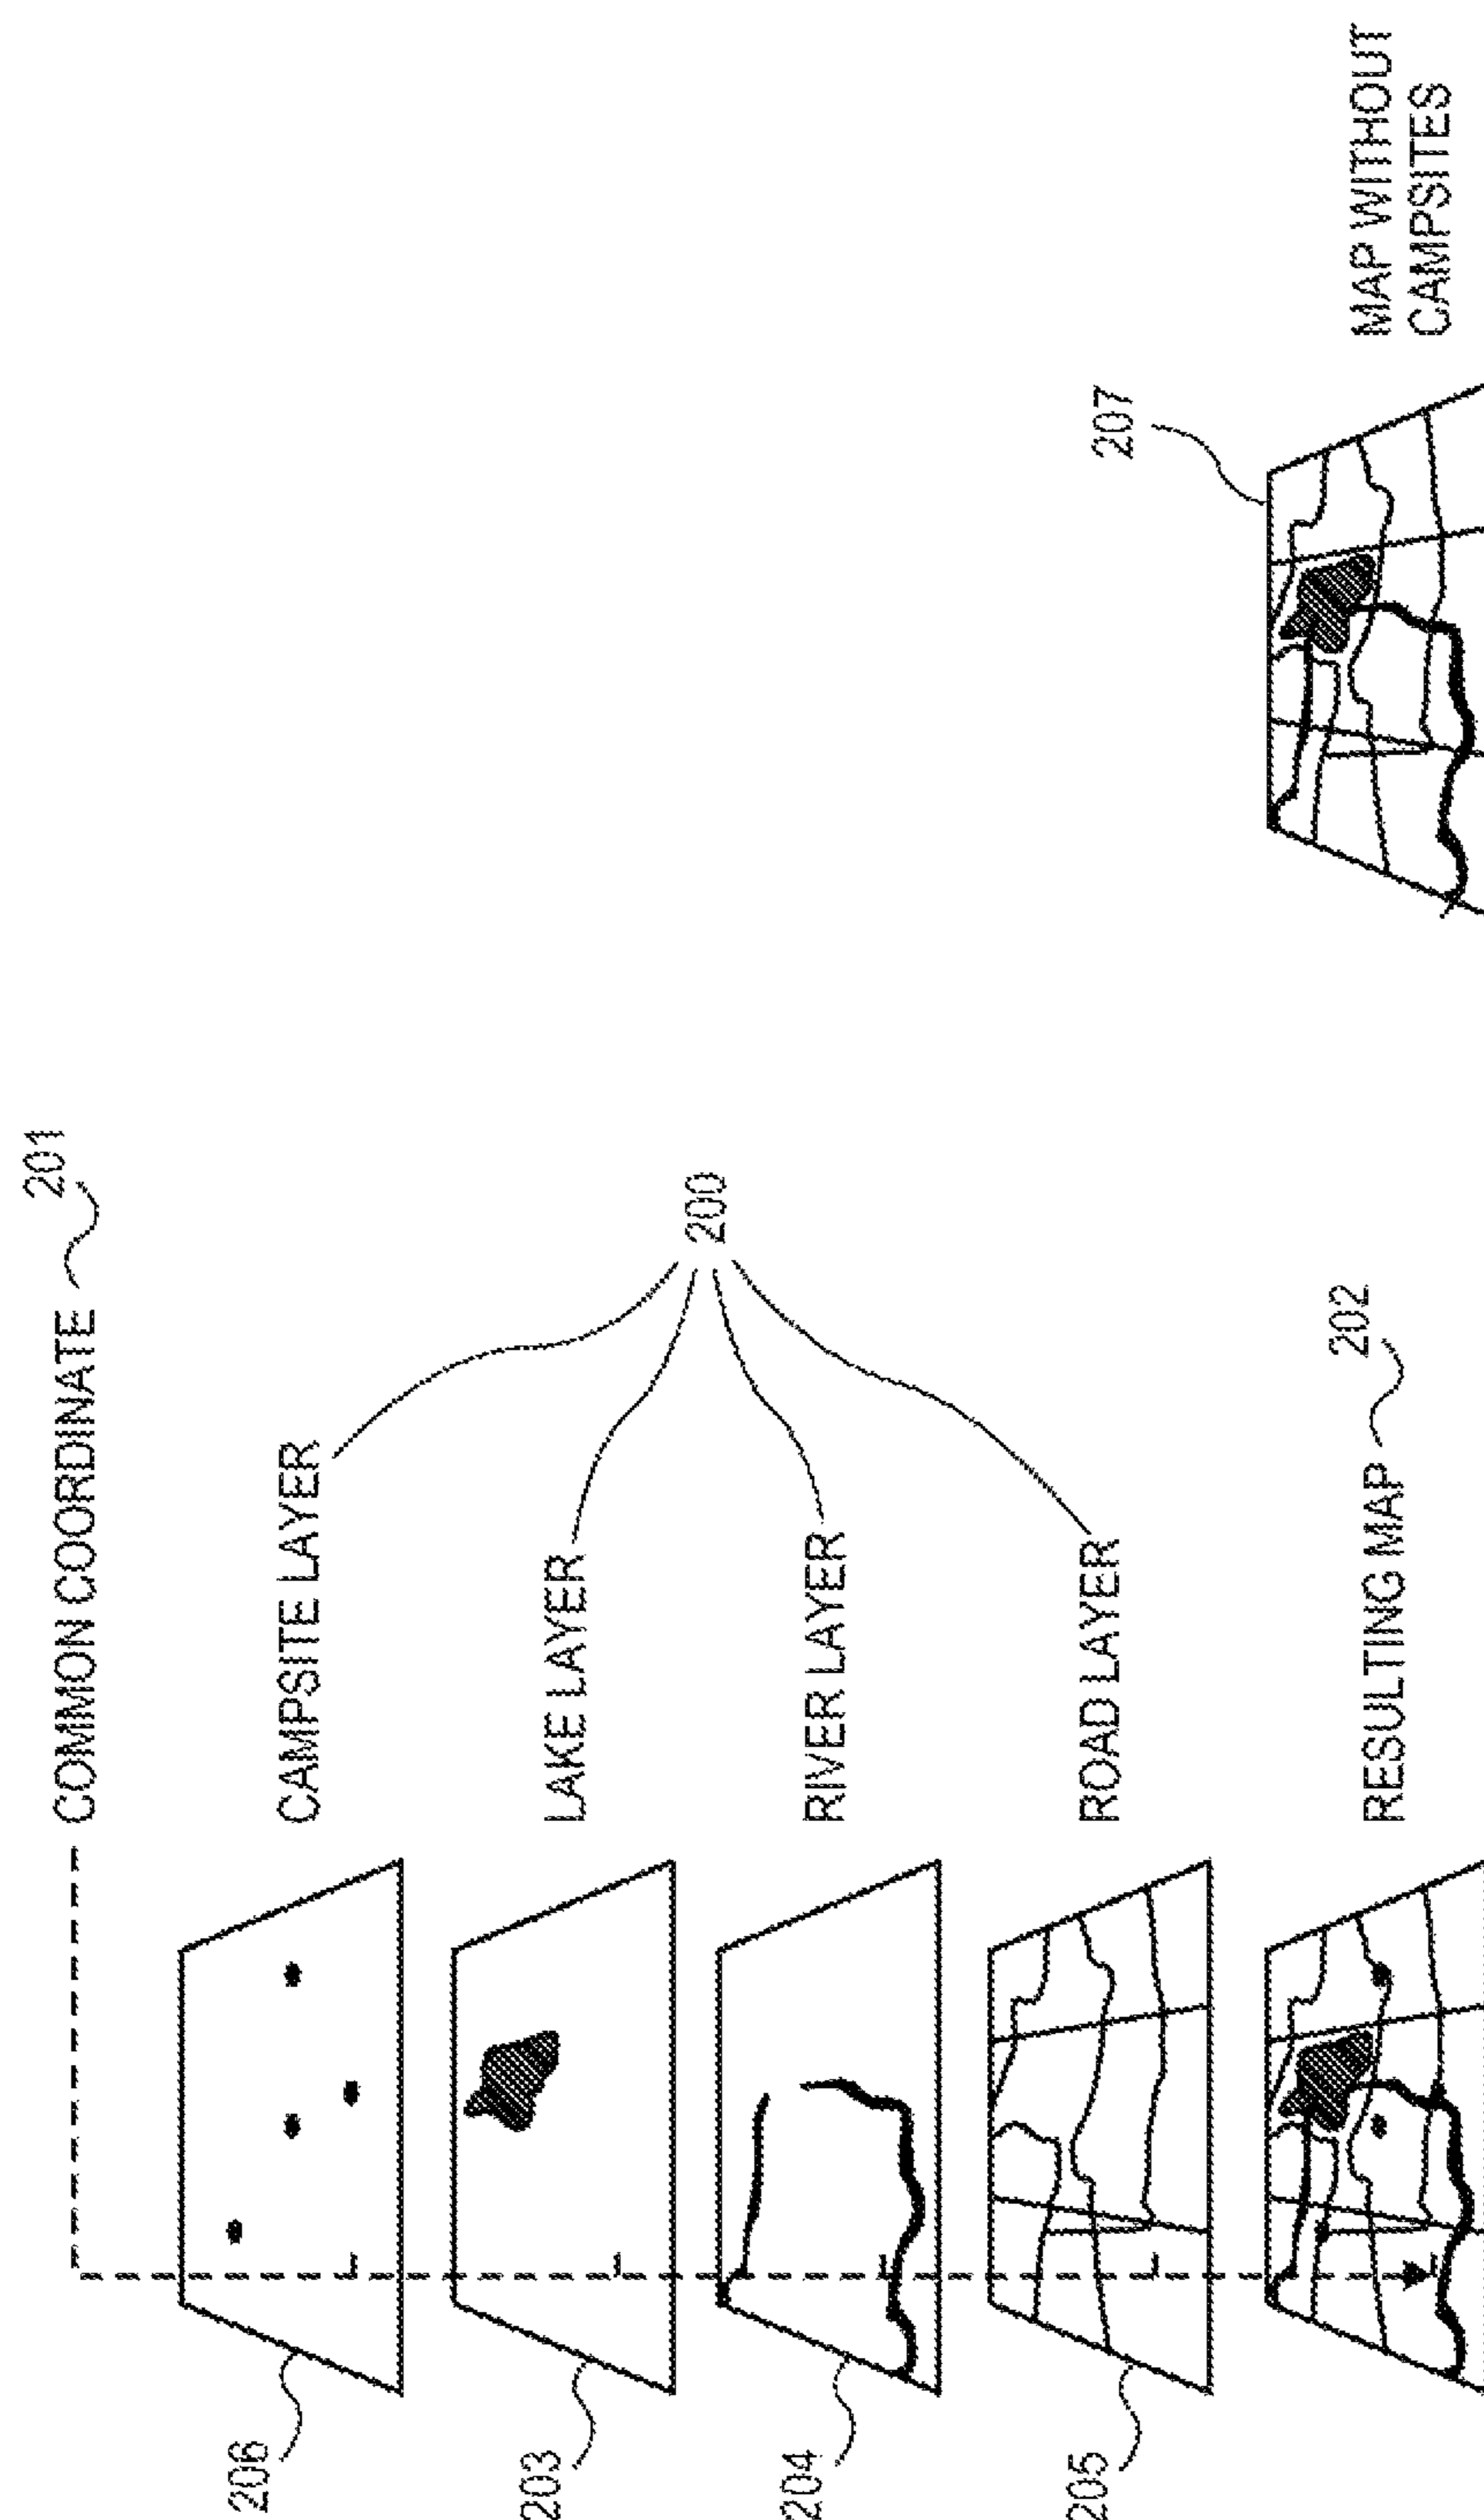 COMMON COORDINATE
201
206
CAMPSITE LAYER
203
LAKE LAYER
200
204
RIVER LAYER
205
ROAD LAYER
RESULTING MAP
202
207
MAP WITHOUT
CAMPSITES